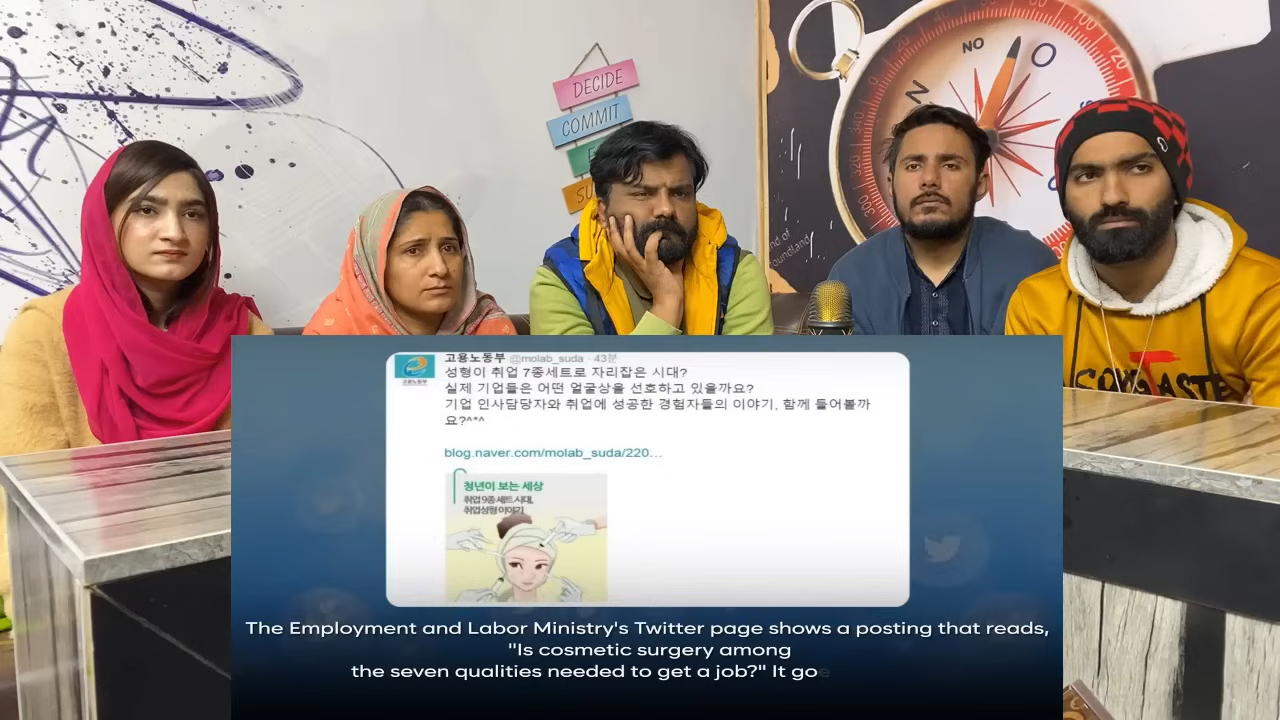 DECIDE
COMMIT
NO
O
N
고용노동부 @molab_suda · 43분
성형이 취업 7종세트로 자리잡은 시대?
실제 기업들은 어떤 얼굴상을 선호하고 있을까요?
기업 인사담당자와 취업에 성공한 경험자들의 이야기, 함께 들어볼까
요?^*^
blog.naver.com/molab_suda/220...
청년이 보는 세상
취업 9종 세트 시대,
취업성형 이야기
The Employment and Labor Ministry's Twitter page shows a posting that reads,
"Is cosmetic surgery among
the seven qualities needed to get a job?" It goe